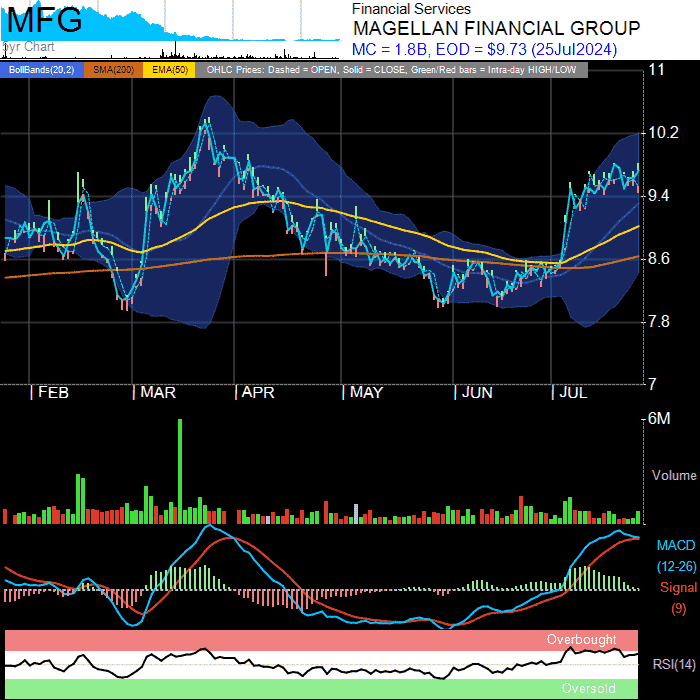 MFG
5yr Chart
Financial Services
MAGELLAN FINANCIAL GROUP
MC = 1.8B, EOD = $9.73 (25Jul2024)
BollBands(20,2) SMA(200) EMA(50) OHLC Prices: Dashed = OPEN, Solid = CLOSE, Green/Red bars = Intra-day HIGH/LOW
11
10.2
9.4
8.6
7.8
7
FEB MAR APR MAY JUN JUL
6M
Volume
MACD
(12-26)
Signal
(9)
Overbought
RSI(14)
Oversold